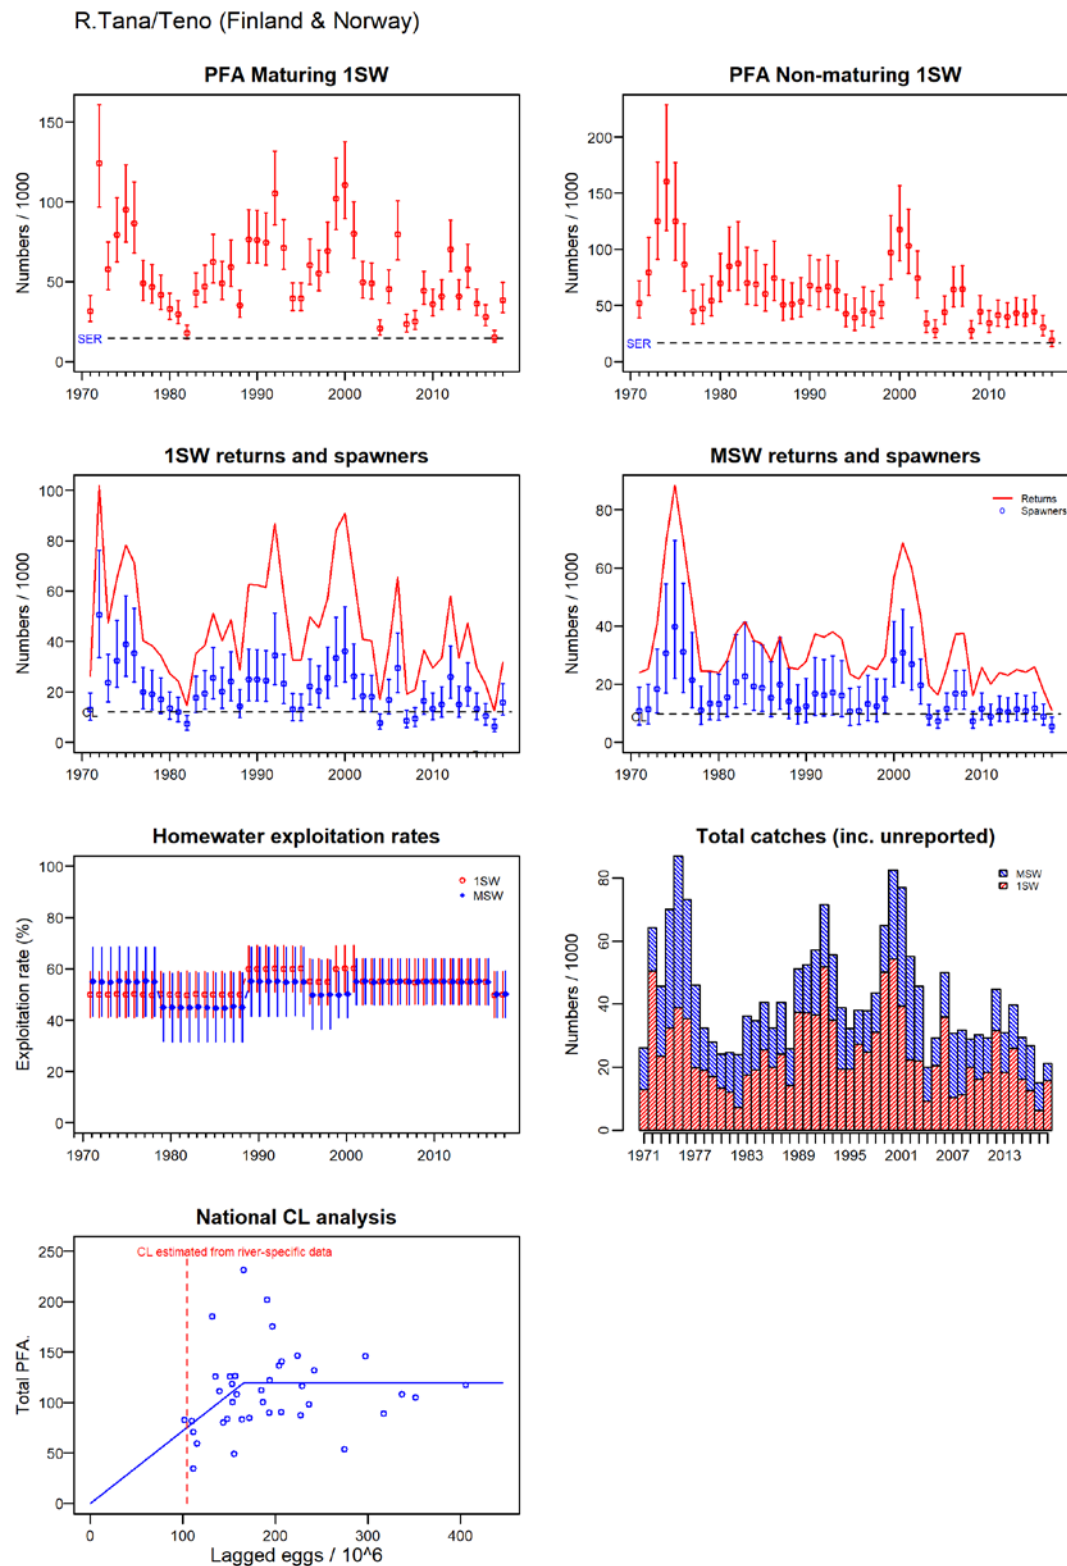 R.Tana/Teno (Finland & Norway)
PFA Maturing 1SW
Numbers / 1000
150
100
50
0
SER
1970 1980 1990 2000 2010
PFA Non-maturing 1SW
Numbers / 1000
200
150
100
50
0
SER
1970 1980 1990 2000 2010
1SW returns and spawners
Numbers / 1000
100
80
60
40
20
0
CL
1970 1980 1990 2000 2010
MSW returns and spawners
Numbers / 1000
80
60
40
20
0
Returns
Spawners
CL
1970 1980 1990 2000 2010
Homewater exploitation rates
Exploitation rate (%)
100
80
60
40
20
0
1SW
MSW
1970 1980 1990 2000 2010
Total catches (inc. unreported)
Numbers / 1000
80
60
40
20
0
MSW
1SW
1971 1977 1983 1989 1995 2001 2007 2013
National CL analysis
Total PFA.
250
200
150
100
50
0
CL estimated from river-specific data
0 100 200 300 400
Lagged eggs / 10^6